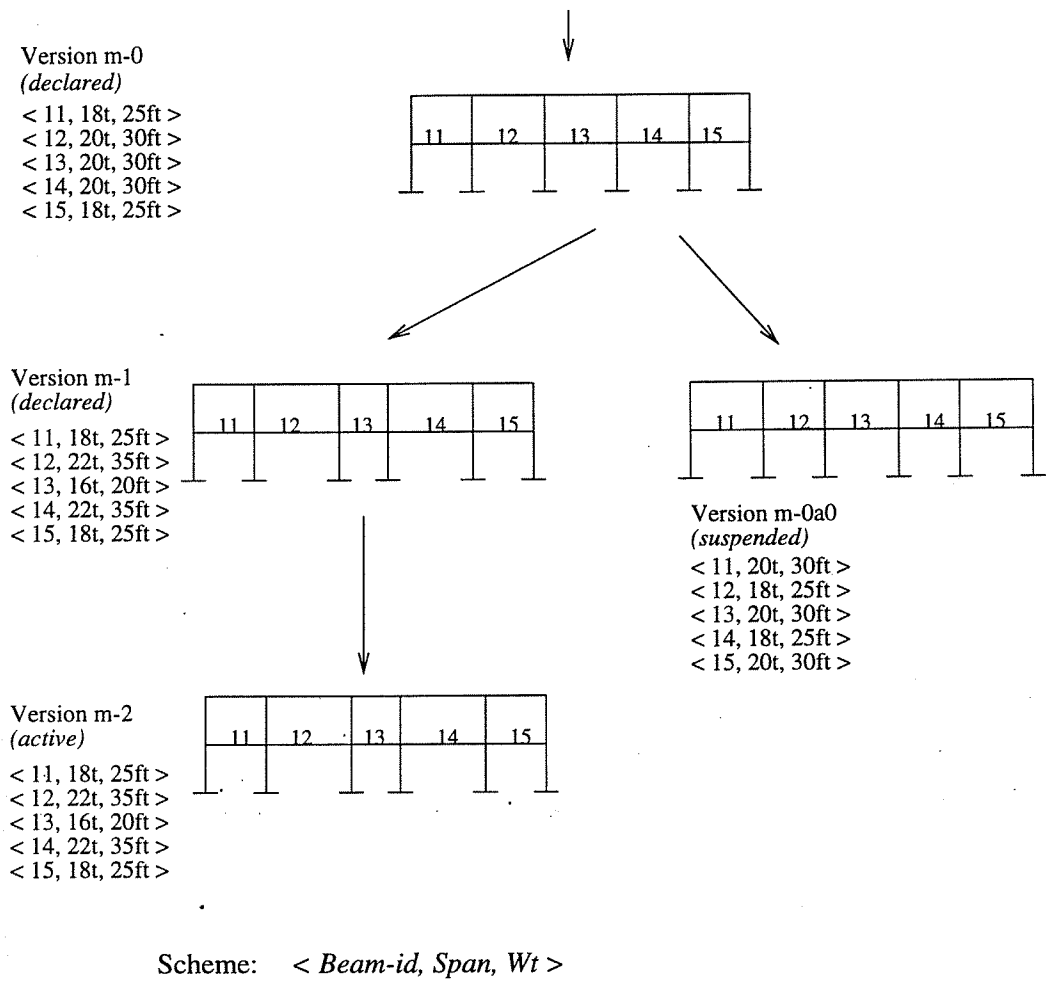 Version m-0
(declared)
< 11, 18t, 25ft >
< 12, 20t, 30ft >
< 13, 20t, 30ft >
< 14, 20t, 30ft >
< 15, 18t, 25ft >
11 12 13 14 15
Version m-1
(declared)
< 11, 18t, 25ft >
< 12, 22t, 35ft >
< 13, 16t, 20ft >
< 14, 22t, 35ft >
< 15, 18t, 25ft >
11 12 13 14 15
11 12 13 14 15
Version m-0a0
(suspended)
< 11, 20t, 30ft >
< 12, 18t, 25ft >
< 13, 20t, 30ft >
< 14, 18t, 25ft >
< 15, 20t, 30ft >
Version m-2
(active)
< 11, 18t, 25ft >
< 12, 22t, 35ft >
< 13, 16t, 20ft >
< 14, 22t, 35ft >
< 15, 18t, 25ft >
11 12 13 14 15
Scheme: < Beam-id, Span, Wt >